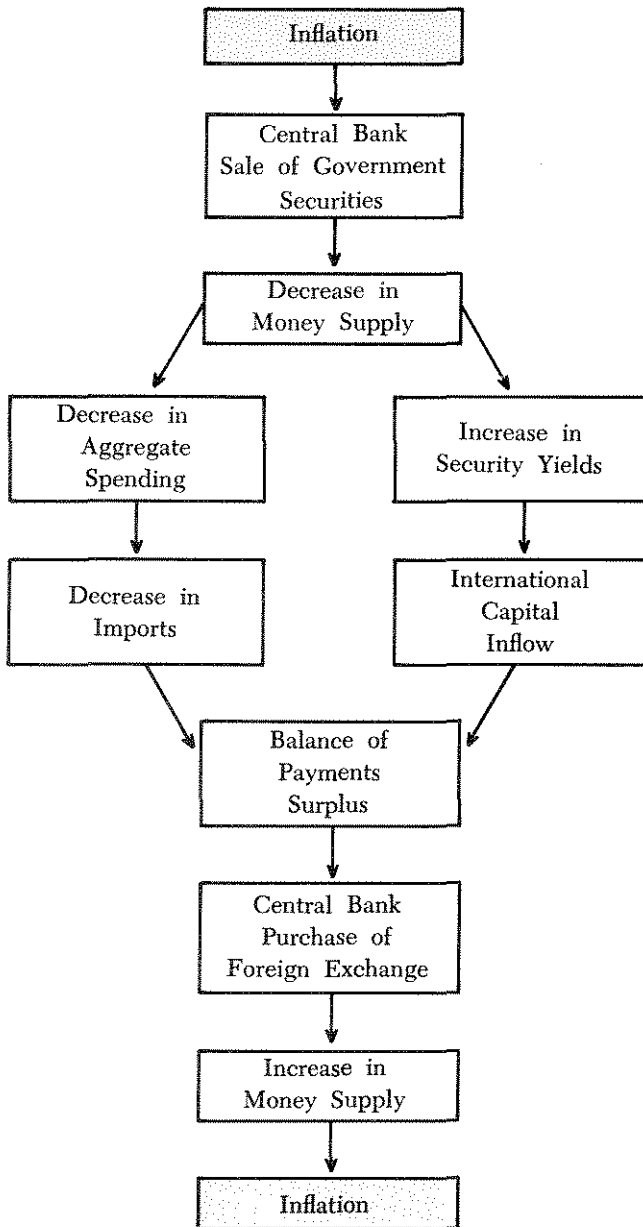 Inflation
Central Bank
Sale of Government
Securities
Decrease in
Money Supply
Decrease in
Aggregate
Spending
Increase in
Security Yields
Decrease in
Imports
International
Capital
Inflow
Balance of
Payments
Surplus
Central Bank
Purchase of
Foreign Exchange
Increase in
Money Supply
Inflation